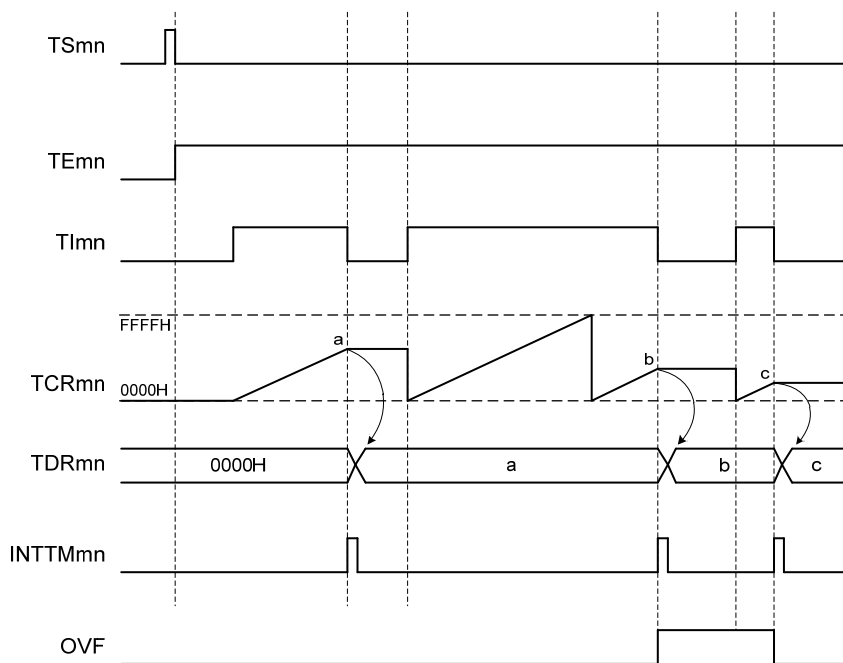 TSmn
TEmn
TImn
FFFFH
a
b
c
TCRmn
0000H
TDRmn
0000H
a
b
c
INTTMmn
OVF